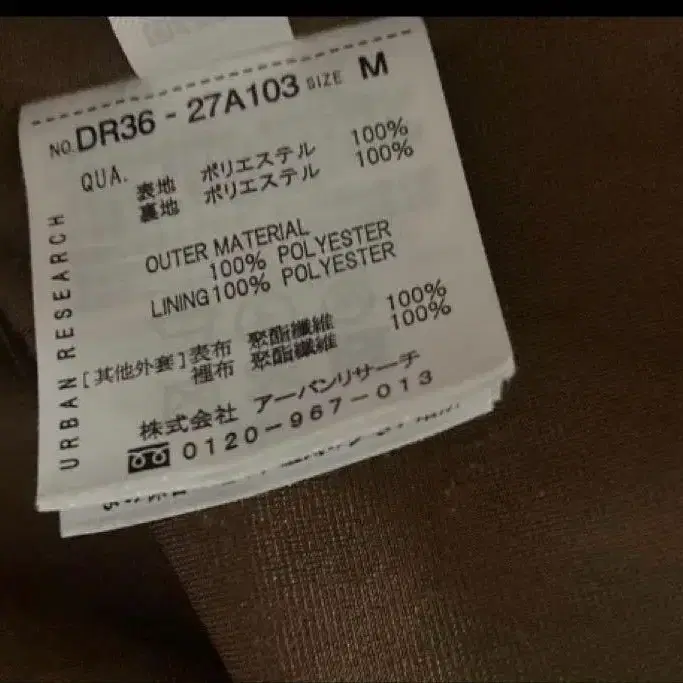 NO. DR36-27A103 SIZE M
QUA. 表地 ポリエステル 100%
裏地 ポリエステル 100%
OUTER MATERIAL
100% POLYESTER
LINING 100% POLYESTER
[其他外套] 表布 聚酯纖維 100%
裡布 聚酯纖維 100%
株式会社 アーバンリサーチ
0120-967-013
URBAN RESEARCH